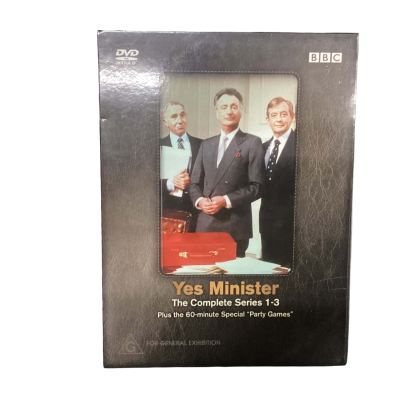 DVD
BBC
Yes Minister
The Complete Series 1-3
Plus the 60-minute Special "Party Games"
G FOR GENERAL EXHIBITION